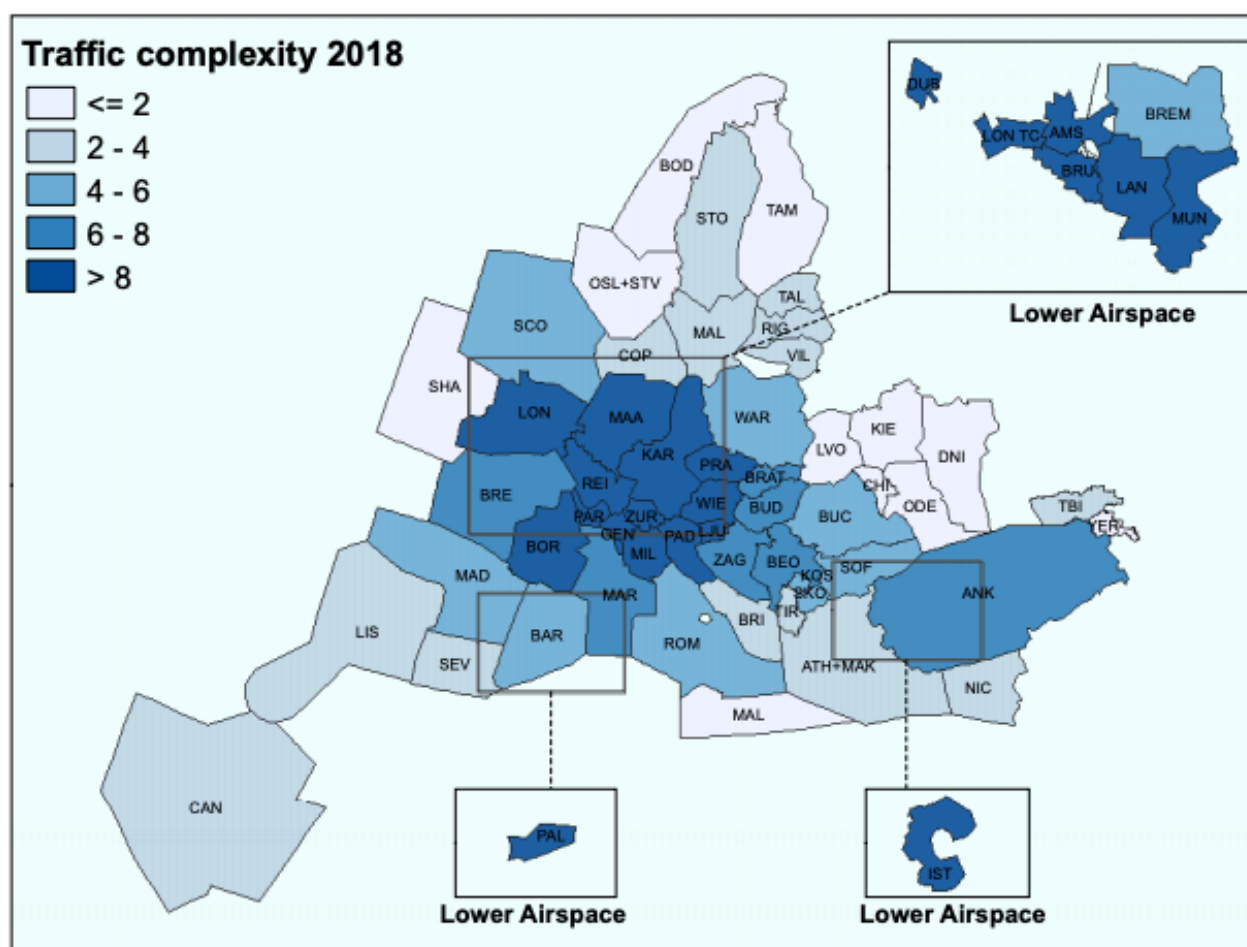 Traffic complexity 2018
<= 2
2 - 4
4 - 6
6 - 8
> 8
DUB
LON TC
AMS
BREM
BRU
LAN
MUN
Lower Airspace
BOD
STO
TAM
OSL+STV
TAL
SCO
RIG
MAL
COP
VIL
SHA
LON
MAA
WAR
KIE
LVO
DNI
KAR
PRA
REI
BRAT
CHI
BRE
WIE
BUD
ODE
PAR
ZUR
BUC
TBI
YER
GEN
LJU
BOR
MIL
PAD
ZAG
BEO
SOF
MAD
KOS
MAR
SKO
ANK
TIR
LIS
BAR
BRI
ROM
SEV
ATH+MAK
NIC
MAL
CAN
PAL
IST
Lower Airspace
Lower Airspace